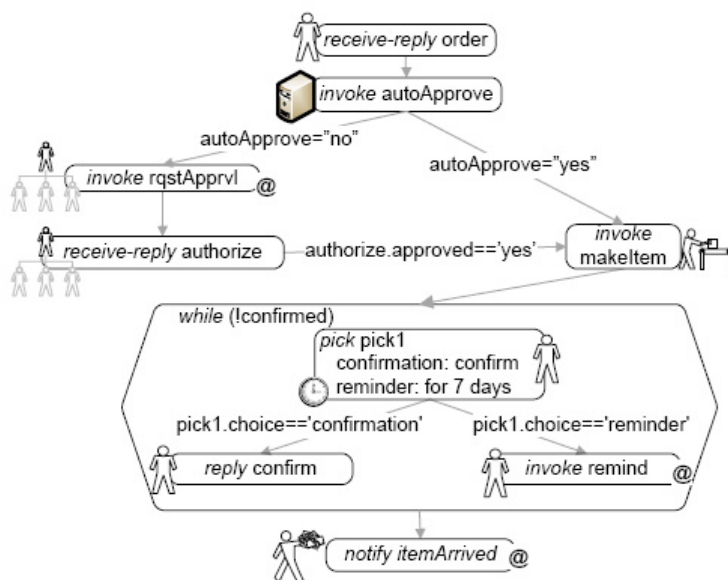 receive-reply order
invoke autoApprove
autoApprove="no"
autoApprove="yes"
invoke rqstApprvl @
receive-reply authorize
authorize.approved=='yes'
invoke
makeItem
while (!confirmed)
pick pick1
confirmation: confirm
reminder: for 7 days
pick1.choice=='confirmation'
pick1.choice=='reminder'
reply confirm
invoke remind @
notify itemArrived @